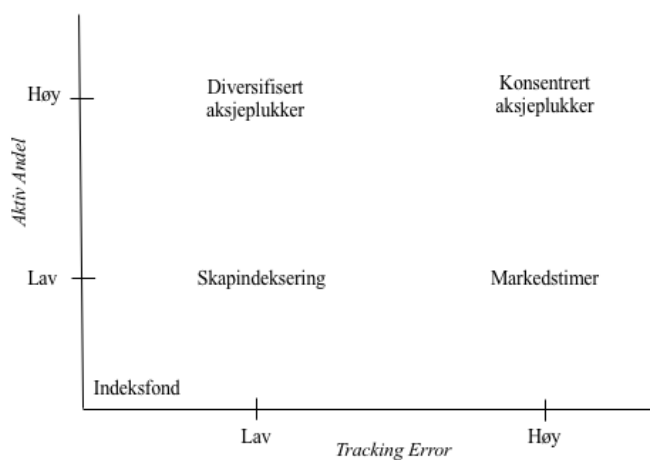 Høy
Diversifisert
aksjeplukker
Konsentrert
aksjeplukker
Aktiv Andel
Lav
Skapindeksering
Markedstimer
Indeksfond
Lav
Tracking Error
Høy